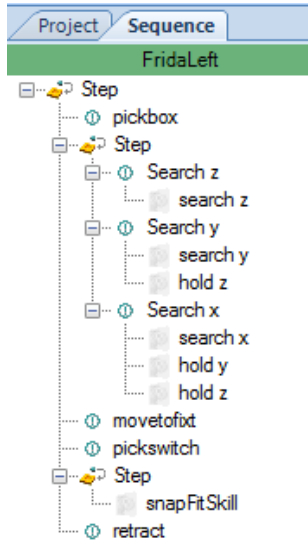 Project Sequence
FridaLeft
Step
pickbox
Step
Search z
search z
Search y
search y
hold z
Search x
search x
hold y
hold z
movetofixt
pickswitch
Step
snapFitSkill
retract